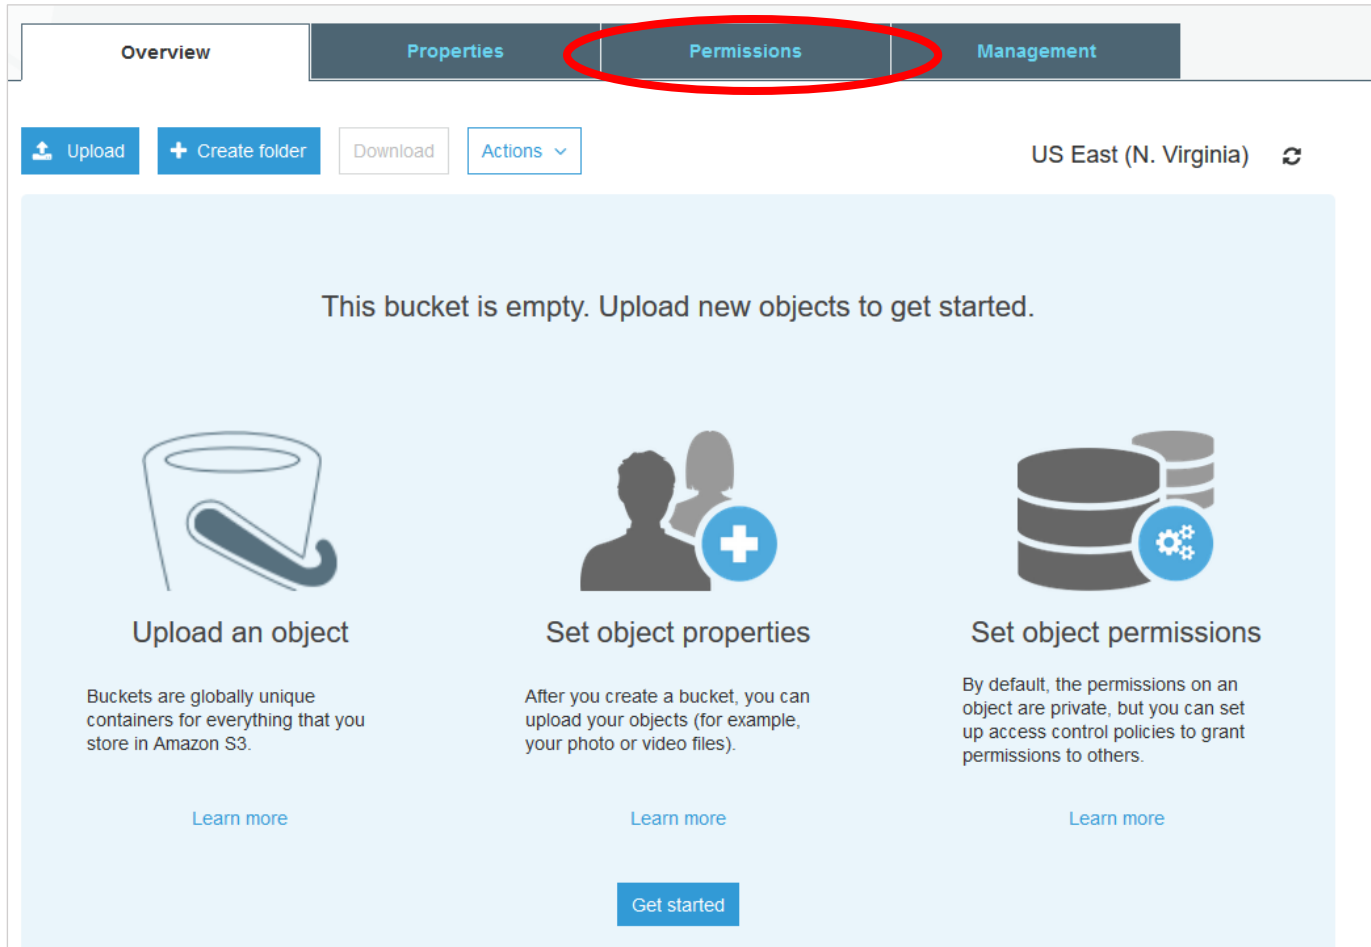 Overview Properties Permissions Management
Upload Create folder Download Actions US East (N. Virginia)
This bucket is empty. Upload new objects to get started.
Upload an object
Buckets are globally unique
containers for everything that you
store in Amazon S3.
Learn more
Set object properties
After you create a bucket, you can
upload your objects (for example,
your photo or video files).
Learn more
Set object permissions
By default, the permissions on an
object are private, but you can set
up access control policies to grant
permissions to others.
Learn more
Get started